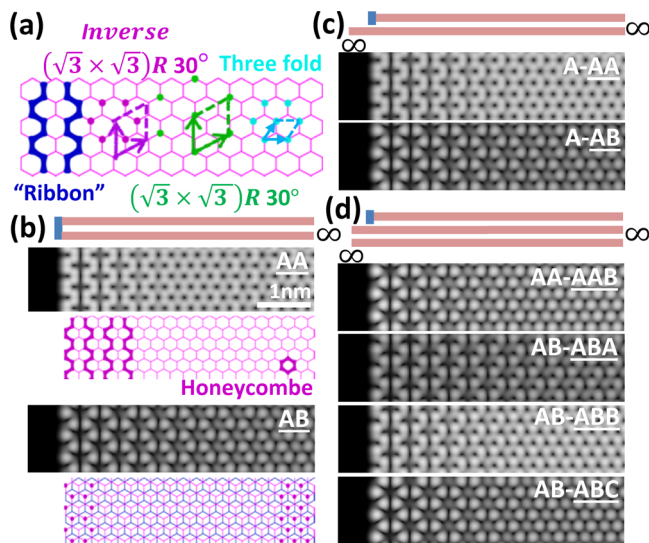 (a)
Inverse
(√3 × √3)R 30°
Three fold
"Ribbon"
(√3 × √3)R 30°
(b)
∞
AA
1nm
Honeycombe
AB
(c)
∞
∞
A-AA
A-AB
(d)
∞
∞
AA-AAB
AB-ABA
AB-ABB
AB-ABC